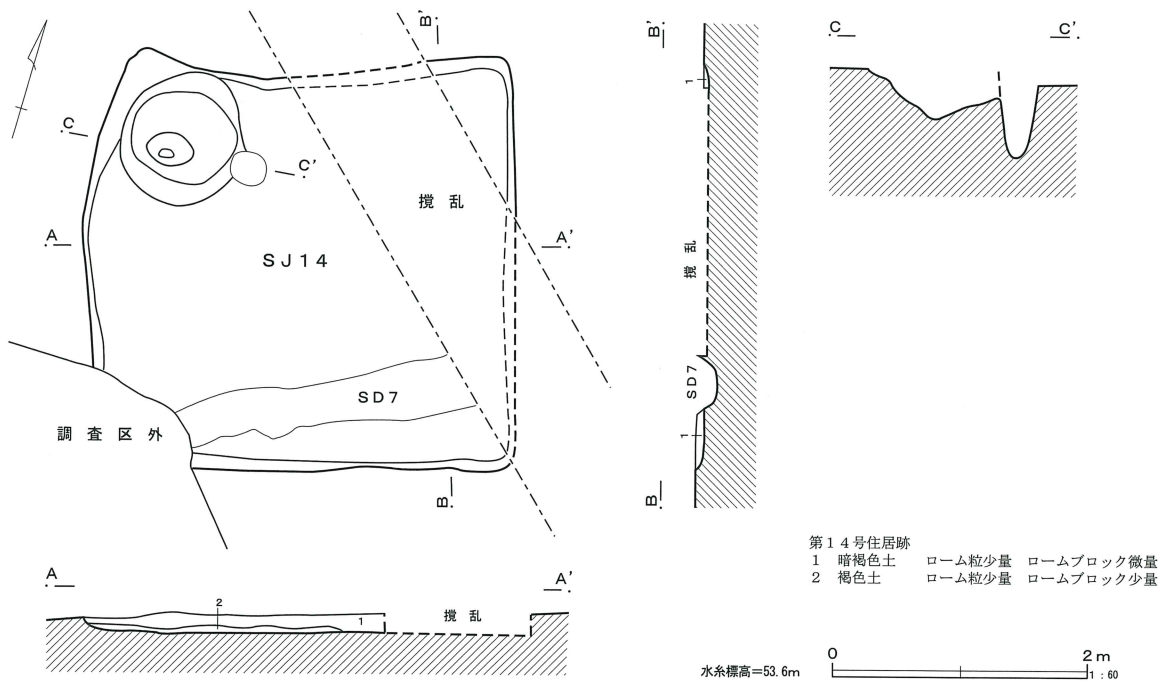 B'
B'
C
C'
C
C'
1
攪乱
A
A'
SJ14
攪乱
SD7
SD7
調査区外
1
B
B
第14号住居跡
1 暗褐色土 ローム粒少量 ロームブロック微量
2 褐色土 ローム粒少量 ロームブロック少量
A
A'
2
攪乱
1
0 2m
水糸標高=53.6m
1:60